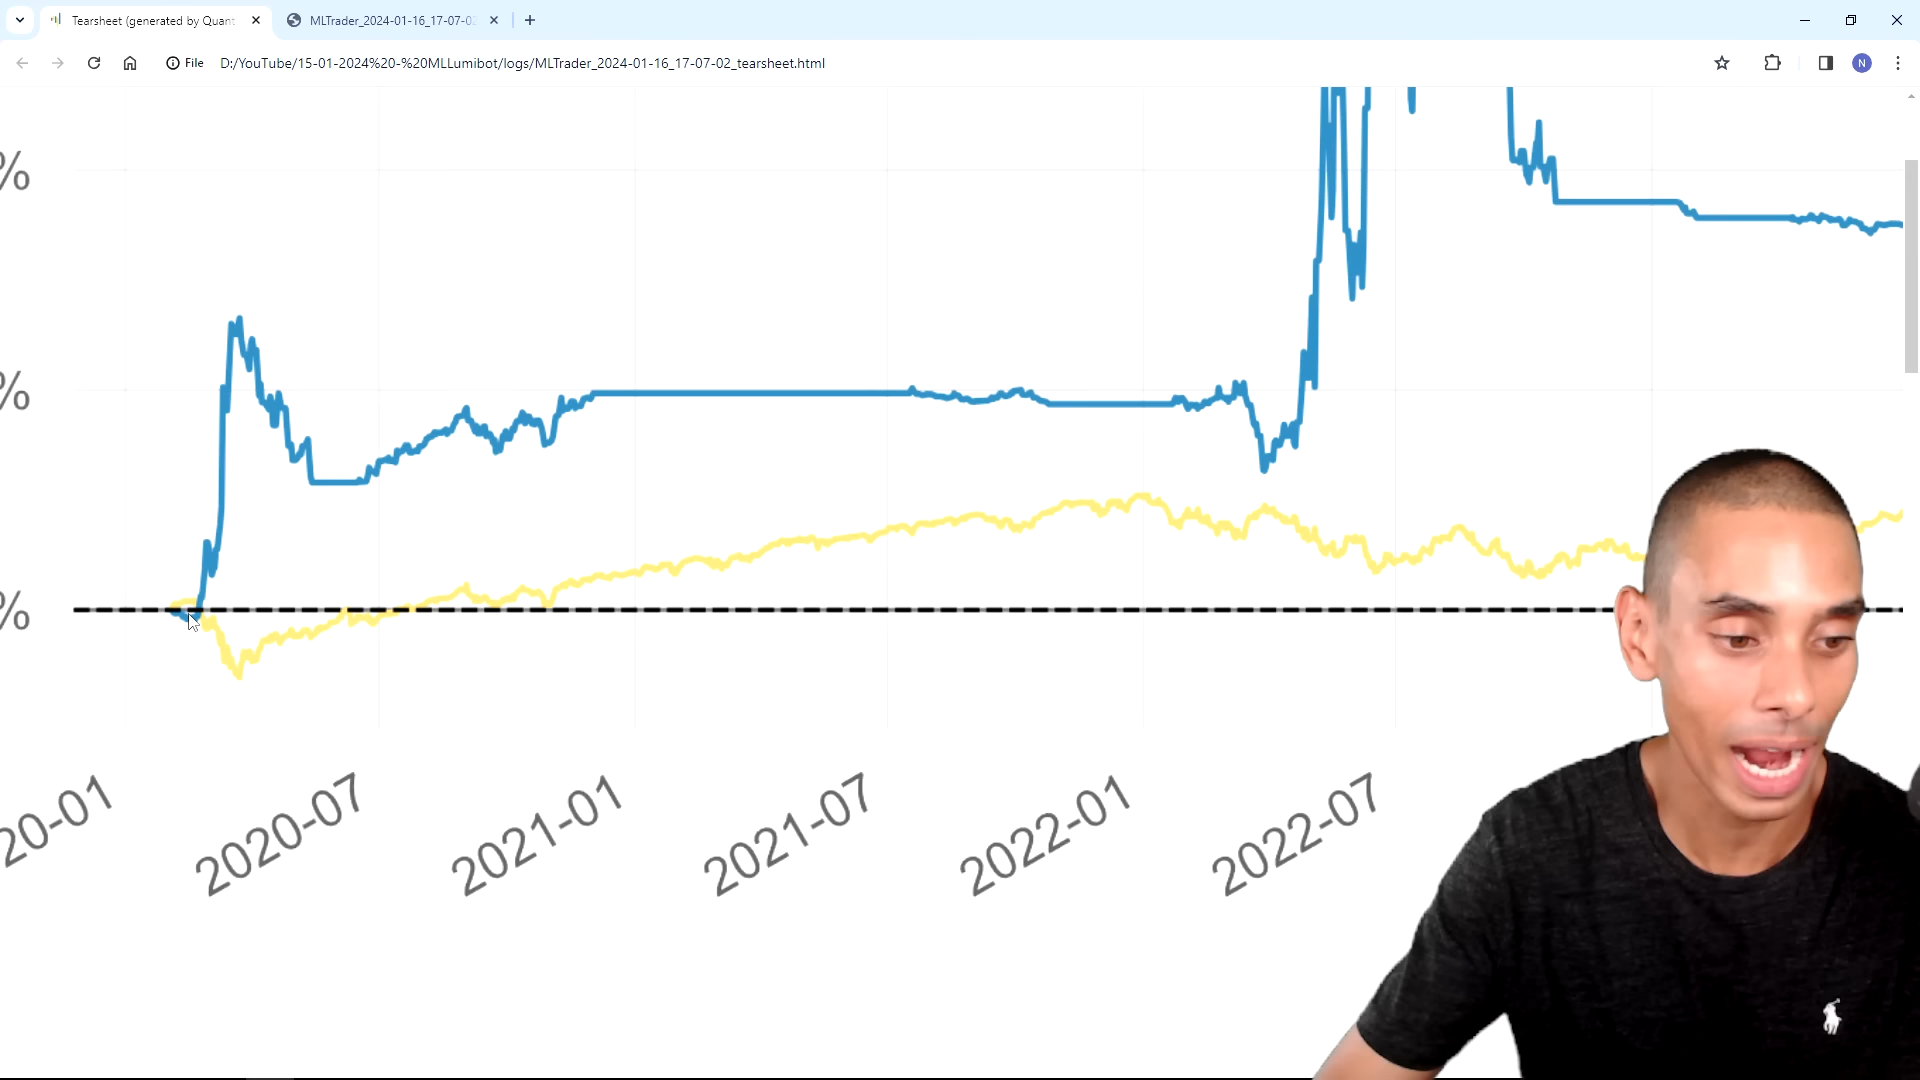 Tearsheet (generated by Quant
MLTrader_2024-01-16_17-07-02
File
D:/YouTube/15-01-2024%20-%20MLLumibot/logs/MLTrader_2024-01-16_17-07-02_tearsheet.html
N
%
%
%
20-01
2020-07
2021-01
2021-07
2022-01
2022-07